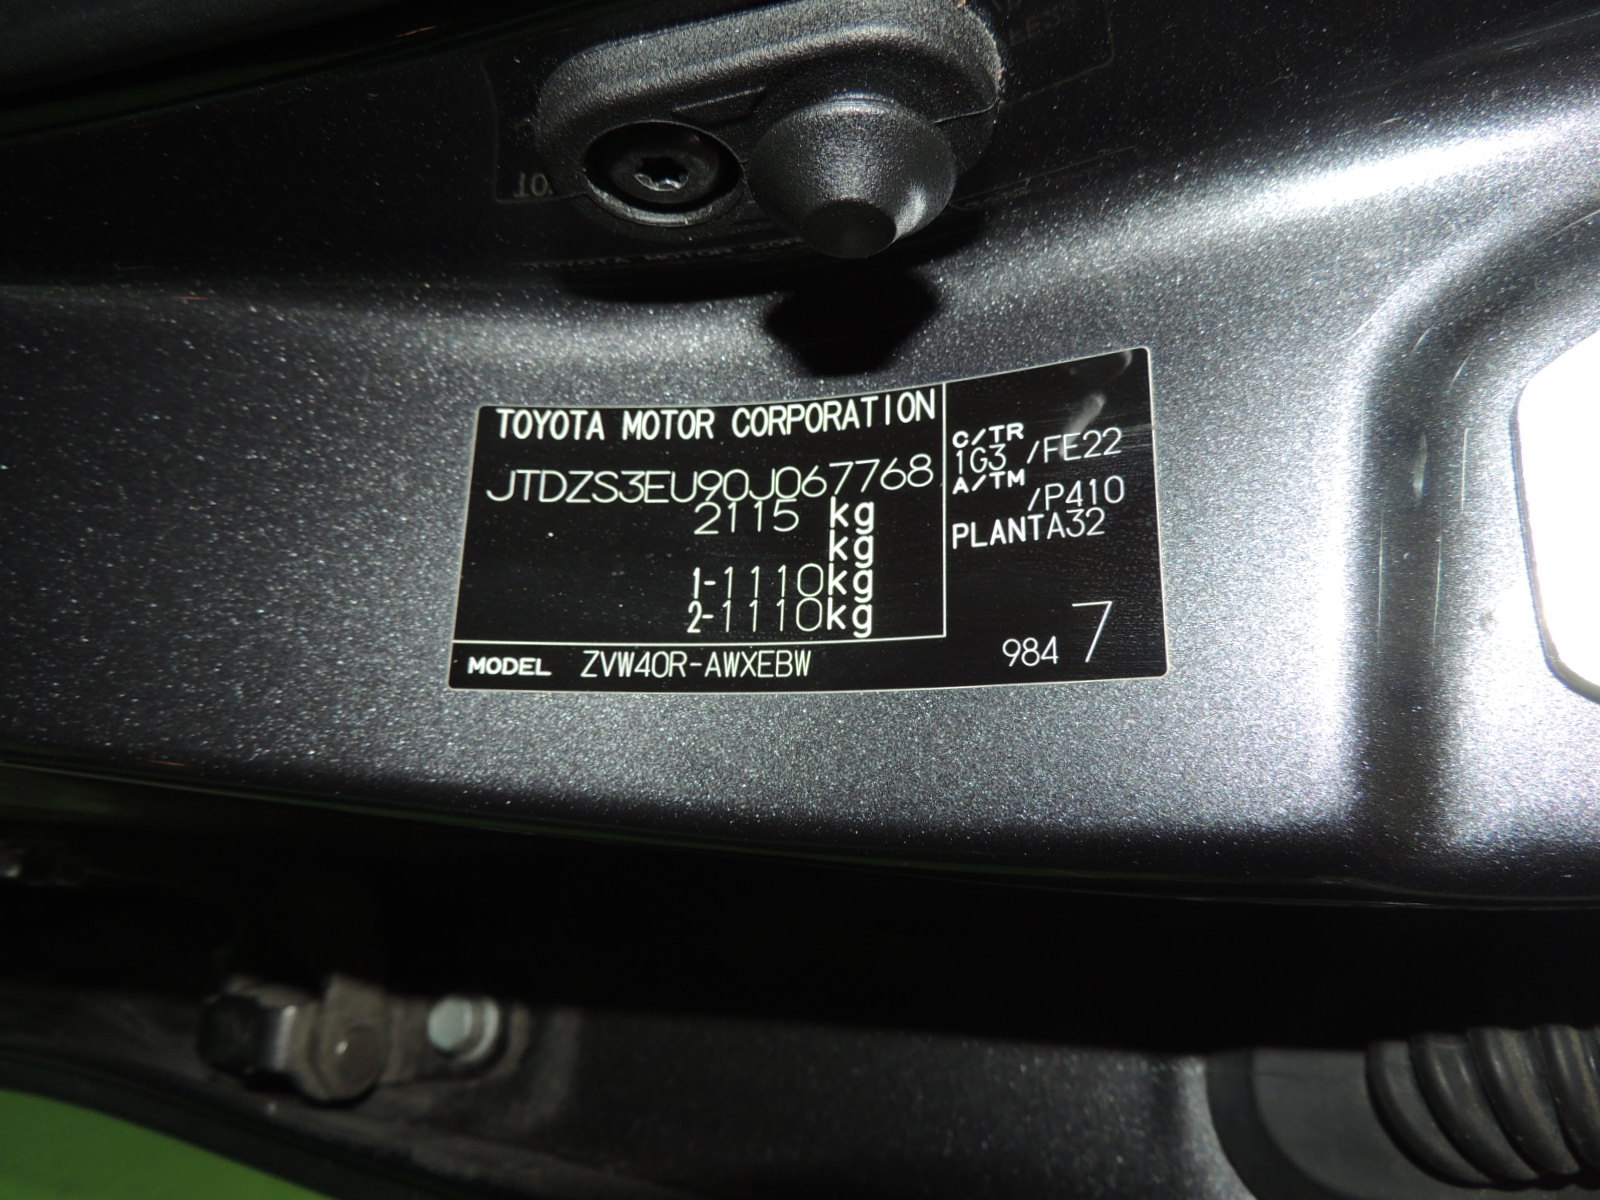 TOYOTA MOTOR CORPORATION
JTDZS3EU90J067768
2115 kg
kg
1-1110kg
2-1110kg
MODEL ZVW40R-AWXEBW
C/TR
1G3 /FE22
A/TM
/P410
PLANTA32
984 7